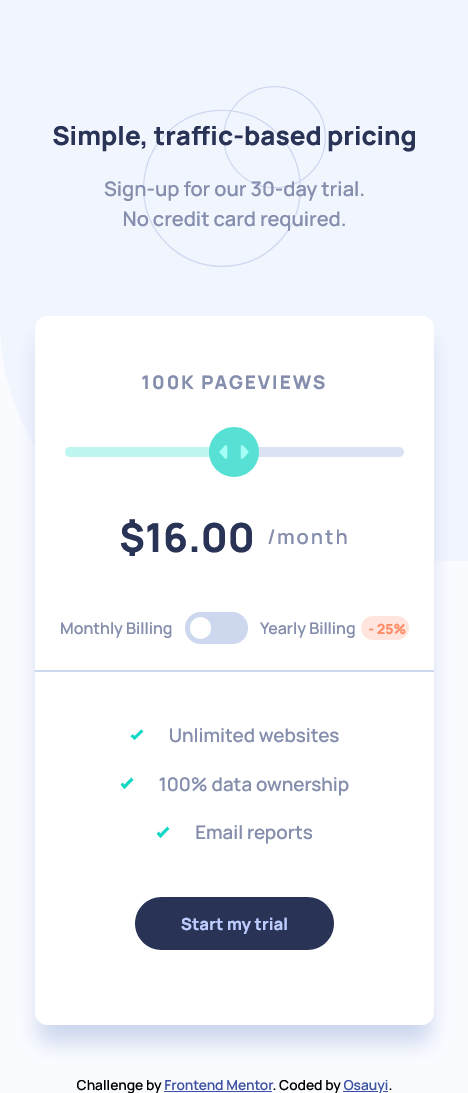 Simple, traffic-based pricing
Sign-up for our 30-day trial.
No credit card required.
100K PAGEVIEWS
$16.00 /month
Monthly Billing Yearly Billing - 25%
Unlimited websites
100% data ownership
Email reports
Start my trial
Challenge by Frontend Mentor. Coded by Osauyi.